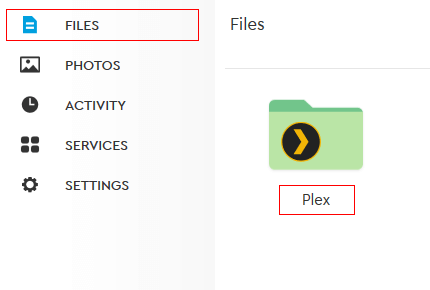 FILES
PHOTOS
ACTIVITY
SERVICES
SETTINGS
Files
Plex